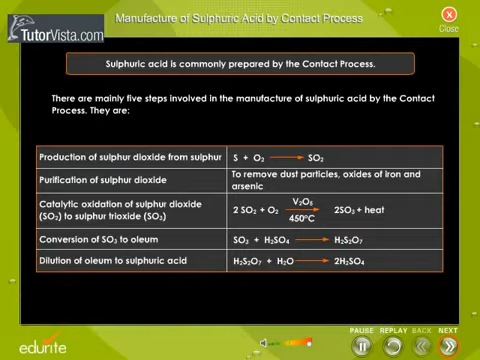 Manufacture of Sulphuric Acid by Contact Process
TutorVista.com
Close
Sulphuric acid is commonly prepared by the Contact Process.
There are mainly five steps involved in the manufacture of sulphuric acid by the Contact
Process. They are:
Production of sulphur dioxide from sulphur
S + O₂ → SO₂
Purification of sulphur dioxide
To remove dust particles, oxides of iron and
arsenic
Catalytic oxidation of sulphur dioxide
(SO₂) to sulphur trioxide (SO₃)
V₂O₅
2 SO₂ + O₂ → 2SO₃ + heat
450°C
Conversion of SO₃ to oleum
SO₃ + H₂SO₄ → H₂S₂O₇
Dilution of oleum to sulphuric acid
H₂S₂O₇ + H₂O → 2H₂SO₄
PAUSE REPLAY BACK NEXT
edurite